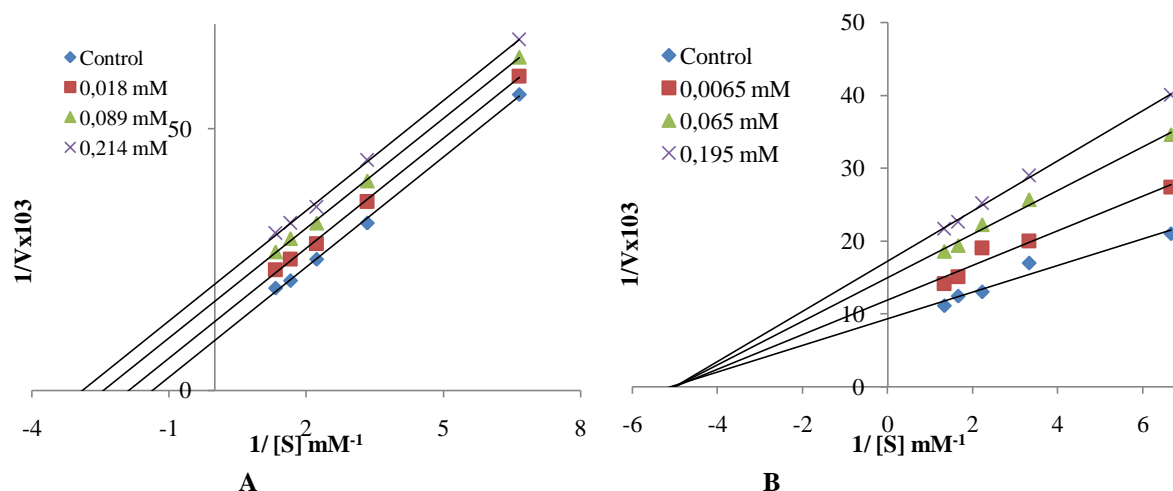 Control
0,018 mM
0,089 mM
0,214 mM
50
0
-4
-1
2
5
8
1/Vx103
1/ [S] mM-1
A
Control
0,0065 mM
0,065 mM
0,195 mM
50
40
30
20
10
0
-6
-4
-2
0
2
4
6
1/Vx103
1/ [S] mM-1
B